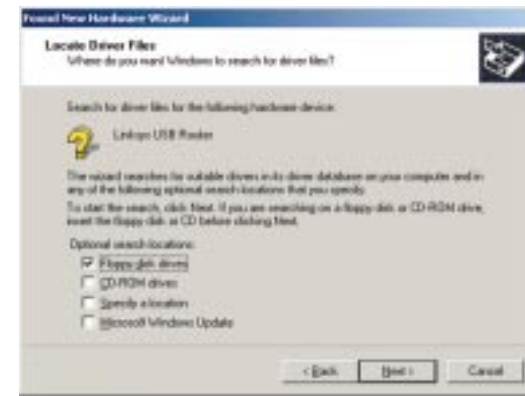 Found New Hardware Wizard
Locate Driver Files
Where do you want Windows to search for driver files?
Search for driver files for the following hardware device:
Linksys USB Router
The wizard searches for suitable drivers in its driver database on your computer and in
any of the following optional search locations that you specify.
To start the search, click Next. If you are searching on a floppy disk or CD-ROM drive,
insert the floppy disk or CD before clicking Next.
Optional search locations:
Floppy disk drives
CD-ROM drives
Specify a location
Microsoft Windows Update
< Back
Next >
Cancel